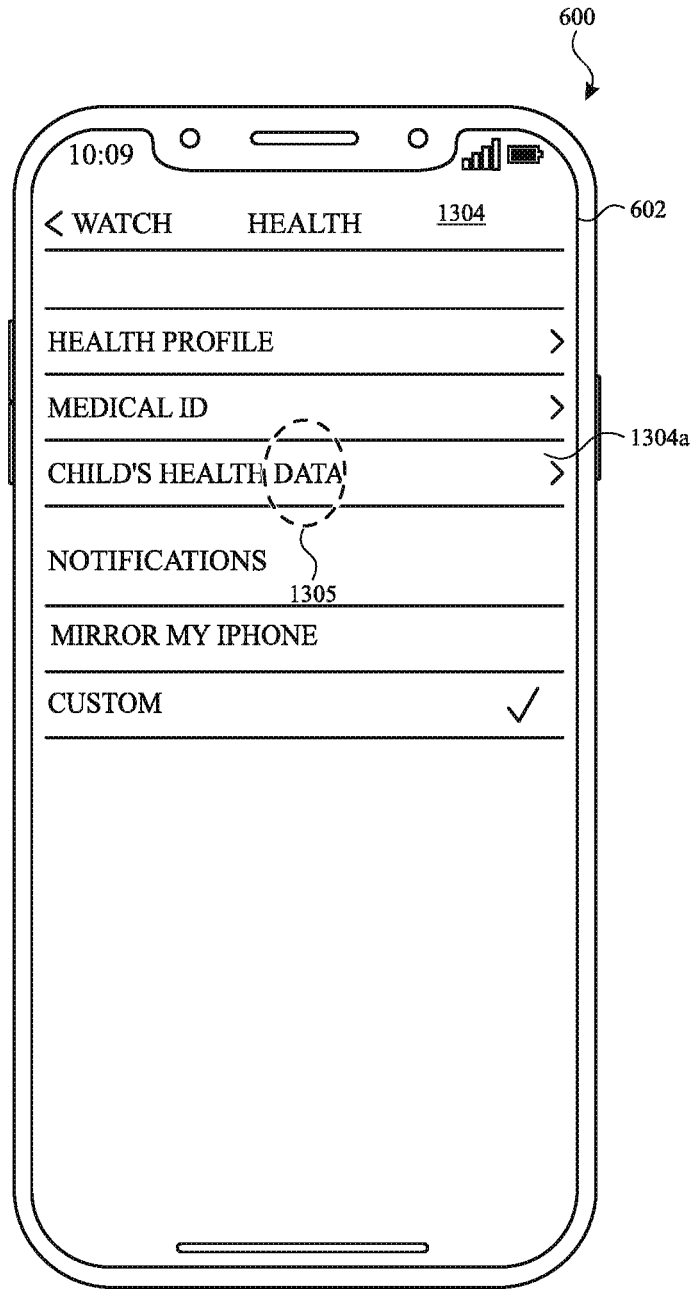 600
10:09
< WATCH HEALTH 1304
602
HEALTH PROFILE >
MEDICAL ID >
1304a
CHILD'S HEALTH DATA >
NOTIFICATIONS
1305
MIRROR MY IPHONE
CUSTOM ✓